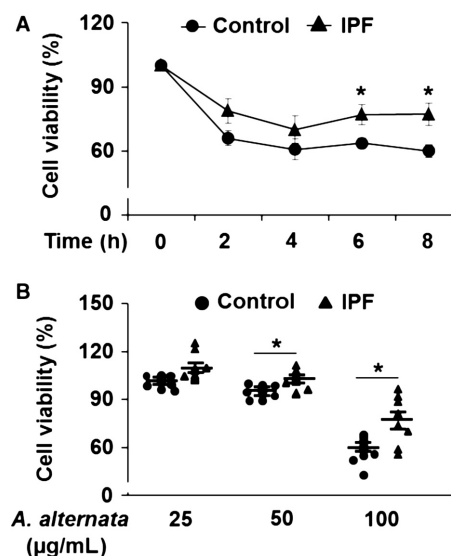 A
Control IPF
Cell viability (%)
120
90
60
0
* *
Time (h) 0 2 4 6 8
B
Control IPF
Cell viability (%)
150
120
90
60
0
* *
A. alternata 25 50 100
(µg/mL)